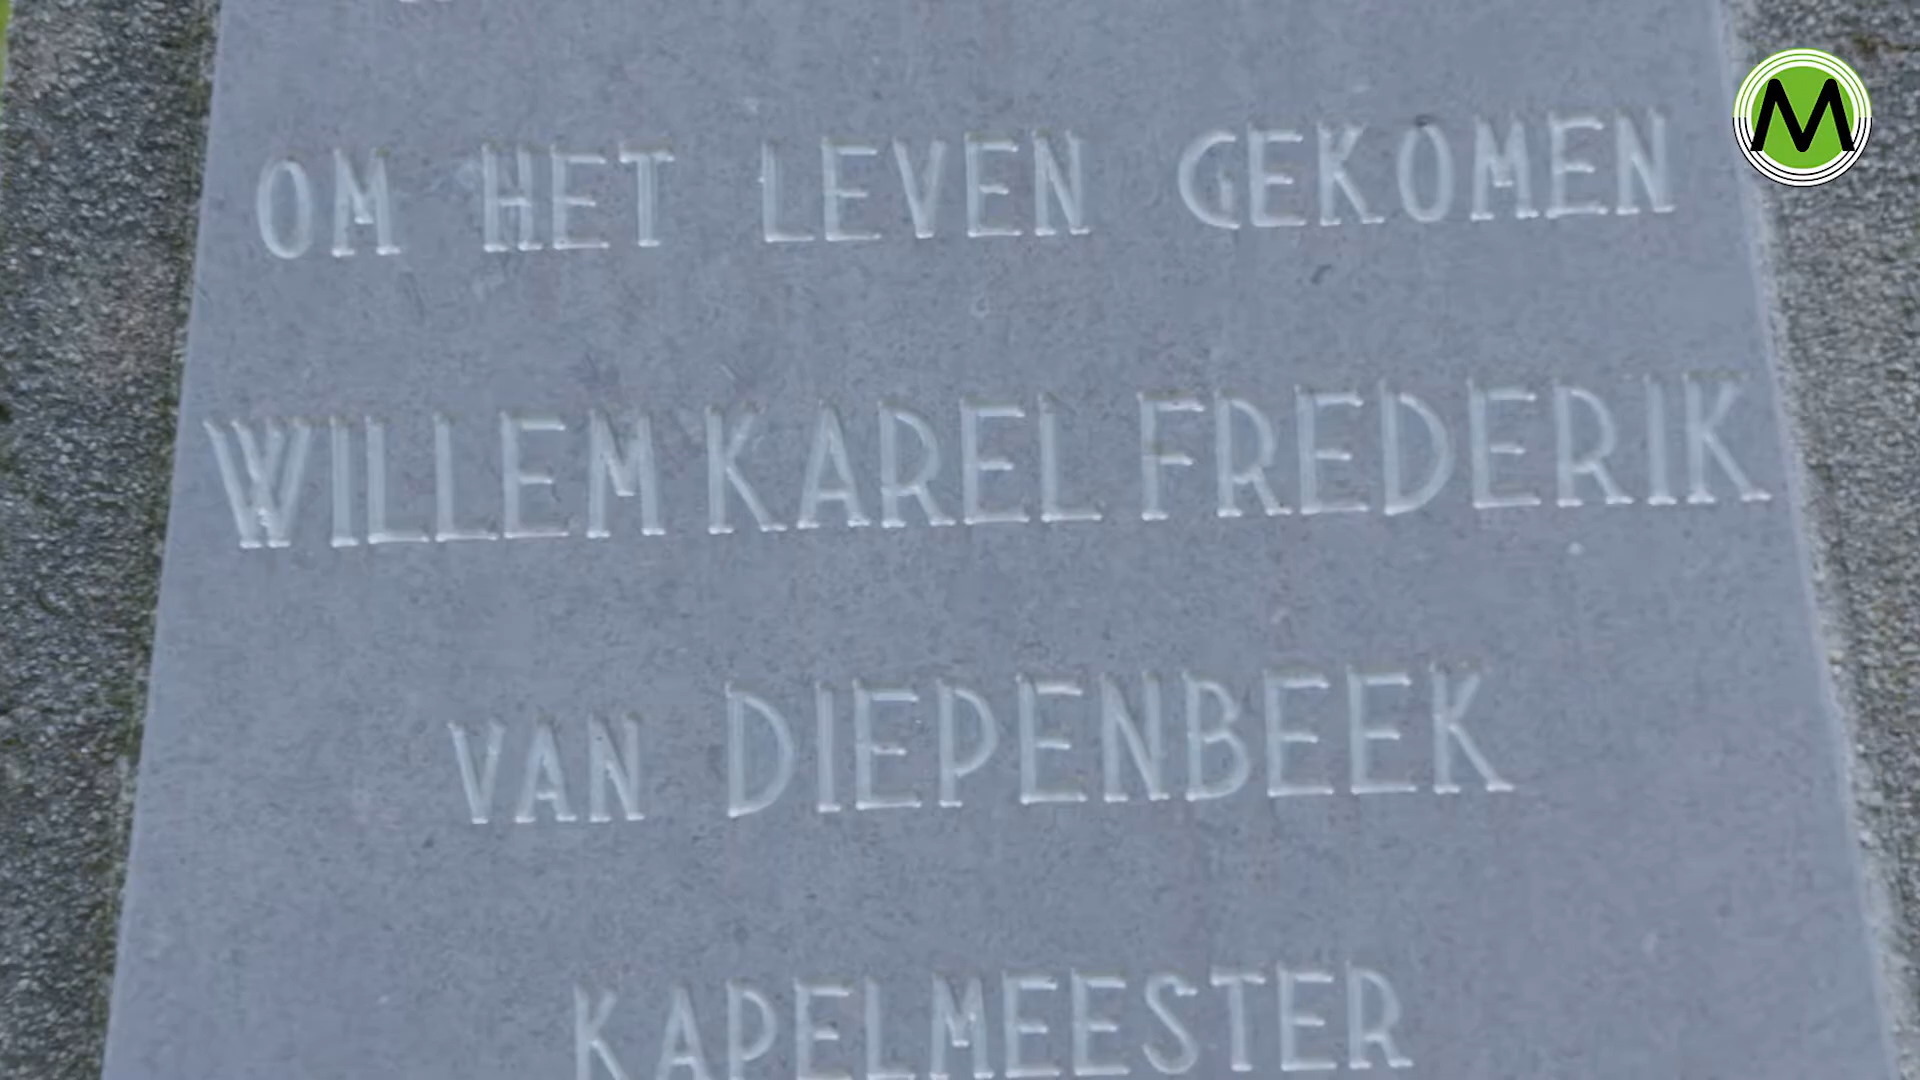 OM HET LEVEN GEKOMEN
M
WILLEM KAREL FREDERIK
VAN DIEPENBEEK
KAPELMEESTER